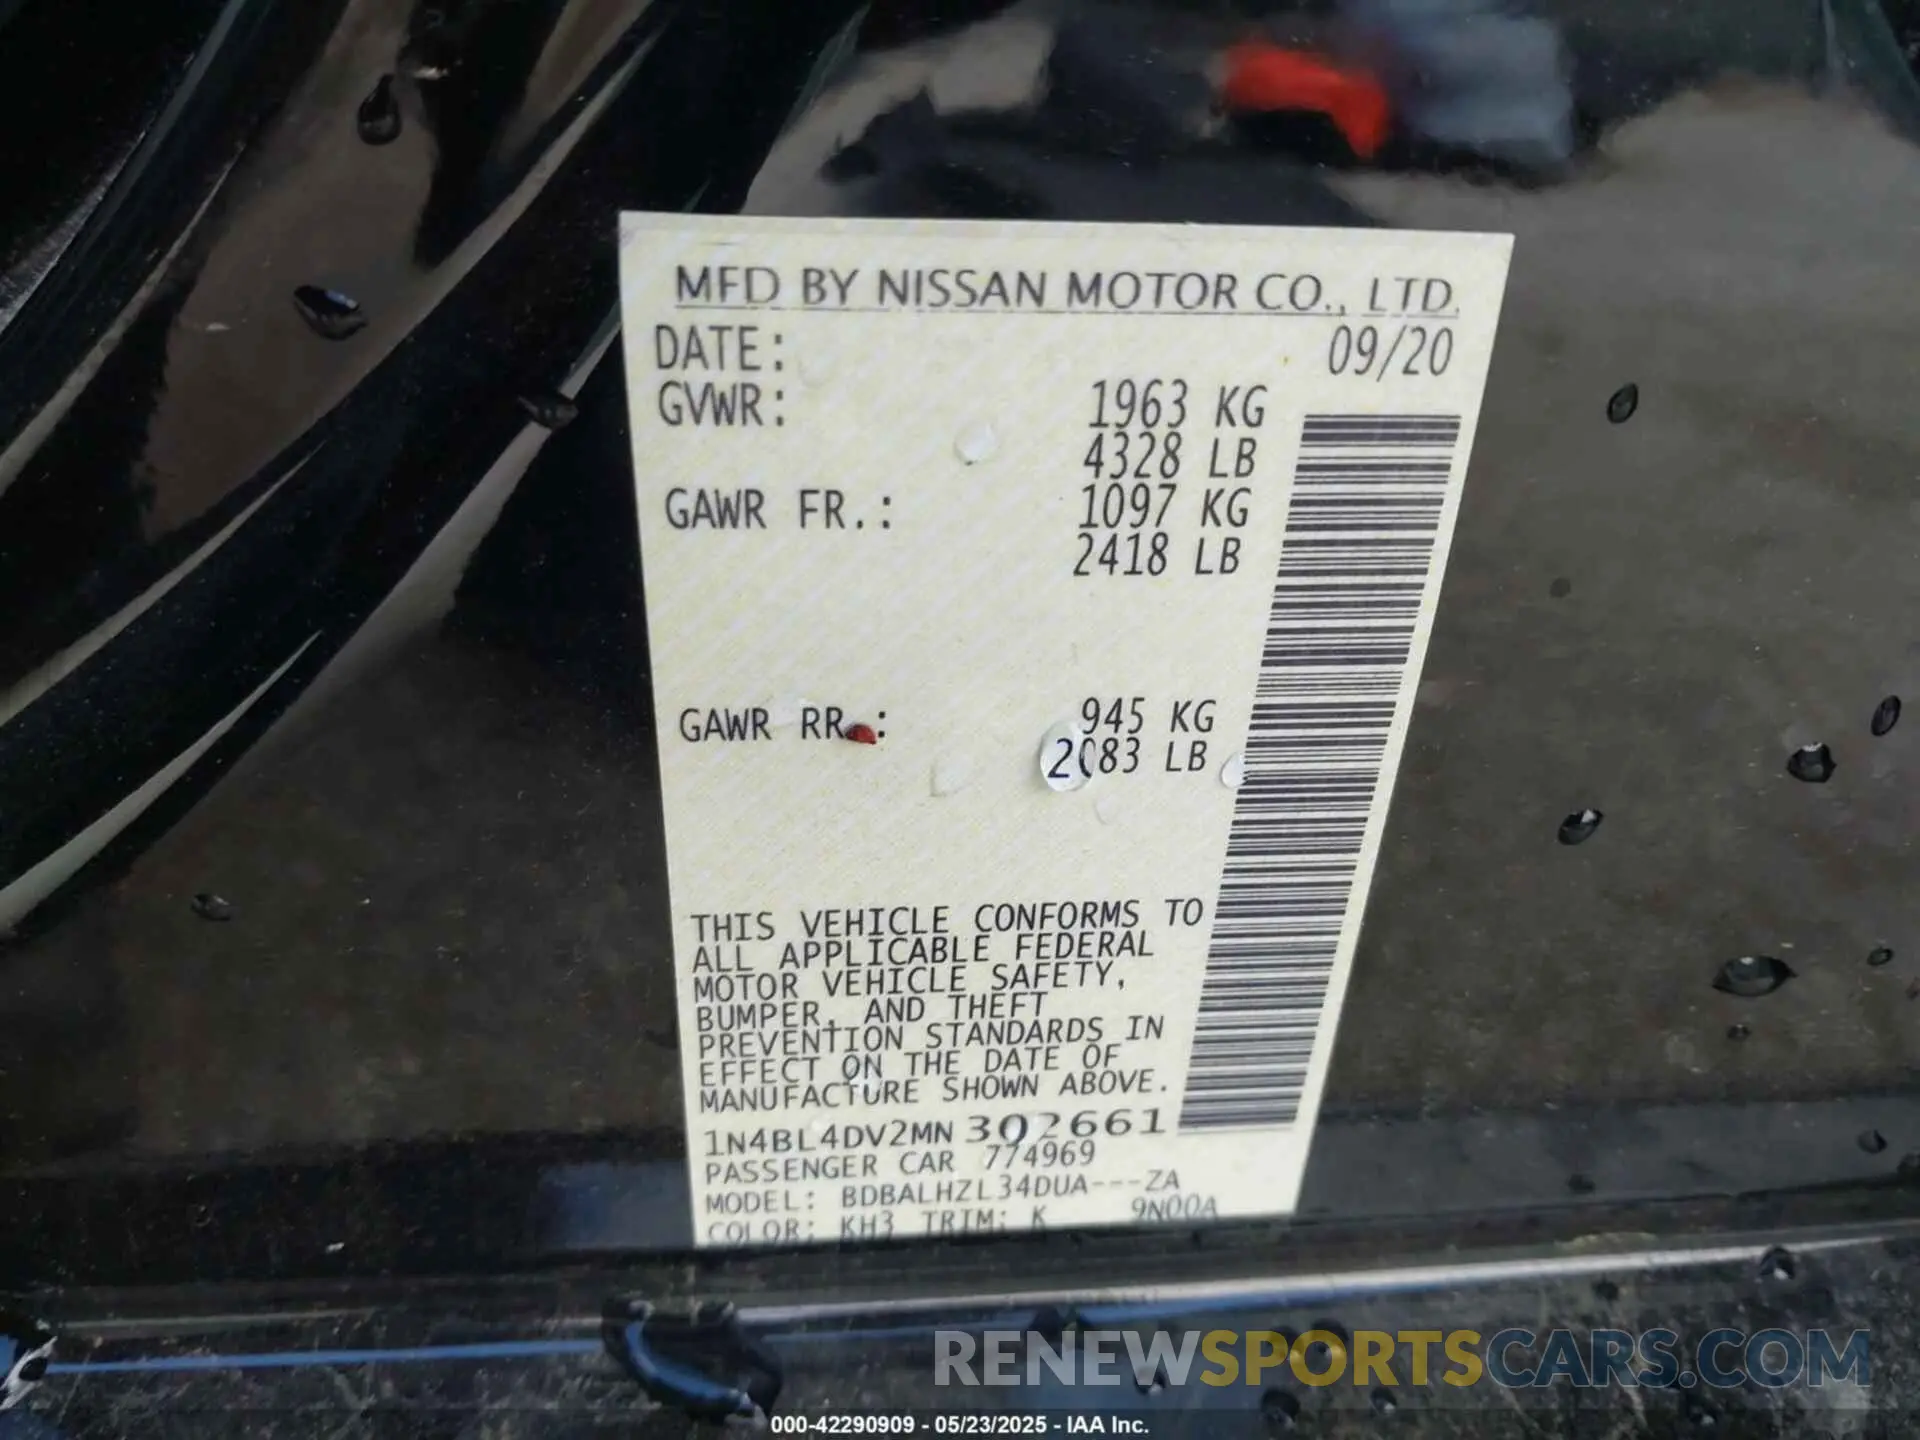 MFD BY NISSAN MOTOR CO., LTD.
DATE: 09/20
GVWR: 1963 KG
4328 LB
GAWR FR.: 1097 KG
2418 LB
GAWR RR.: 945 KG
2083 LB
THIS VEHICLE CONFORMS TO
ALL APPLICABLE FEDERAL
MOTOR VEHICLE SAFETY,
BUMPER, AND THEFT
PREVENTION STANDARDS IN
EFFECT ON THE DATE OF
MANUFACTURE SHOWN ABOVE.
1N4BL4DV2MN302661
PASSENGER CAR 774969
MODEL: BDBALHZL34DUA---ZA
COLOR: KH3 TRIM: K 9N00A
RENEWSPORTSCARS.COM
000-42290909 - 05/23/2025 - IAA Inc.